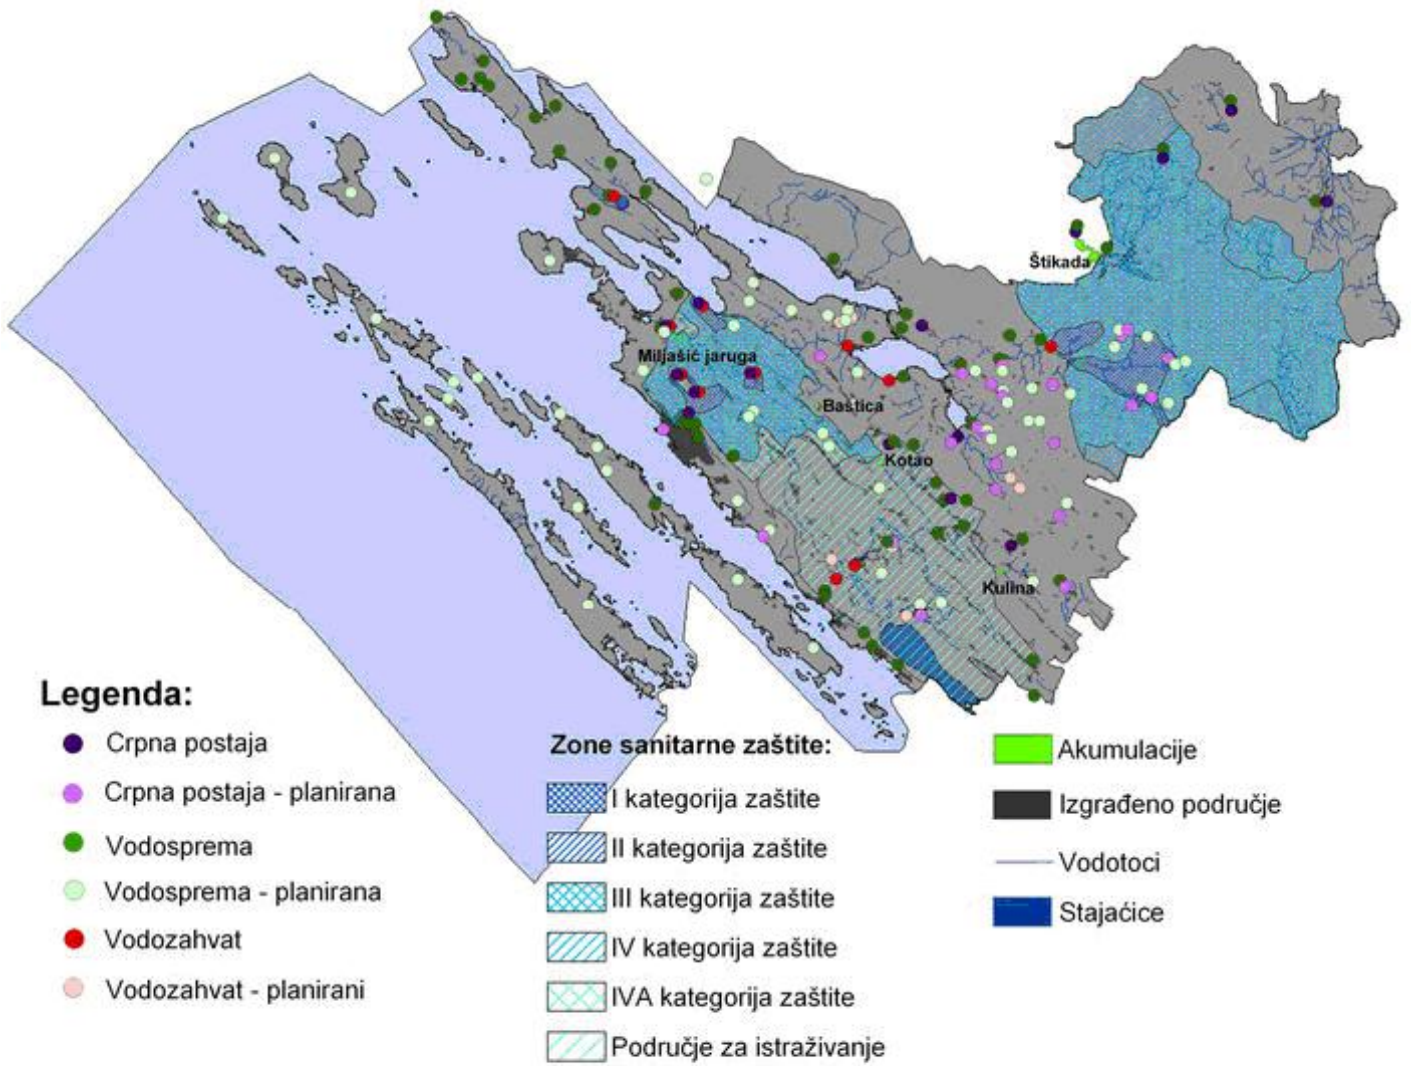 Štikada
Miljašić jaruga
Baštica
Kotao
Kulina
Legenda:
Crpna postaja
Crpna postaja - planirana
Vodosprema
Vodosprema - planirana
Vodozahvat
Vodozahvat - planirani
Zone sanitarne zaštite:
I kategorija zaštite
II kategorija zaštite
III kategorija zaštite
IV kategorija zaštite
IVA kategorija zaštite
Područje za istraživanje
Akumulacije
Izgrađeno područje
Vodotoci
Stajaćice